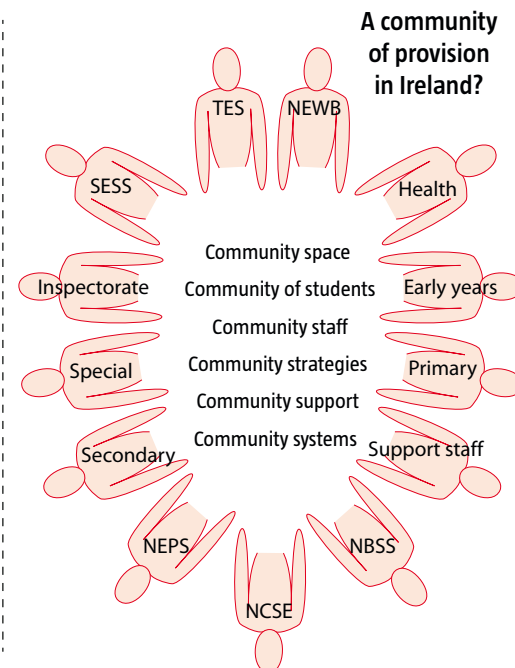 A community
of provision
in Ireland?
TES
NEWB
SESS
Health
Community space
Inspectorate
Community of students
Early years
Community staff
Special
Community strategies
Primary
Community support
Secondary
Community systems
Support staff
NEPS
NBSS
NCSE